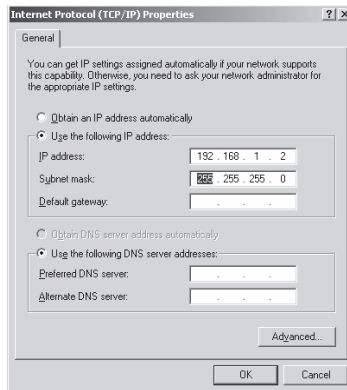 Internet Protocol (TCP/IP) Properties ? x
General
You can get IP settings assigned automatically if your network supports
this capability. Otherwise, you need to ask your network administrator for
the appropriate IP settings.
Obtain an IP address automatically
Use the following IP address:
IP address: 192 . 168 . 1 . 2
Subnet mask: 255 . 255 . 255 . 0
Default gateway: . . .
Obtain DNS server address automatically
Use the following DNS server addresses:
Preferred DNS server: . . .
Alternate DNS server: . . .
Advanced...
OK Cancel